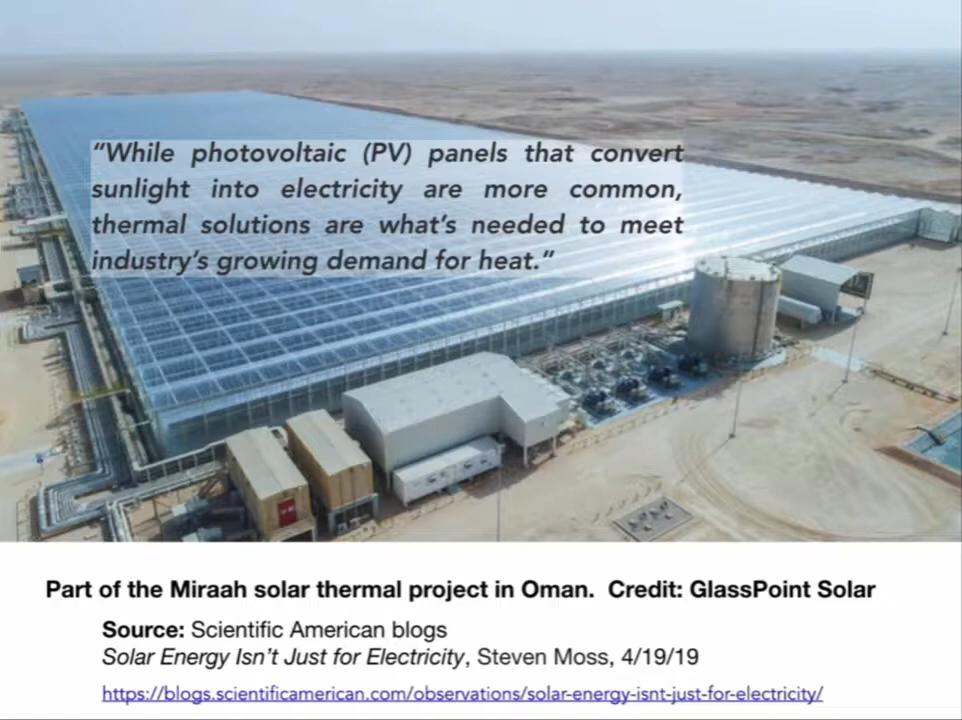 “While photovoltaic (PV) panels that convert
sunlight into electricity are more common,
thermal solutions are what’s needed to meet
industry’s growing demand for heat.”
Part of the Miraah solar thermal project in Oman. Credit: GlassPoint Solar
Source: Scientific American blogs
Solar Energy Isn’t Just for Electricity, Steven Moss, 4/19/19
https://blogs.scientificamerican.com/observations/solar-energy-isnt-just-for-electricity/